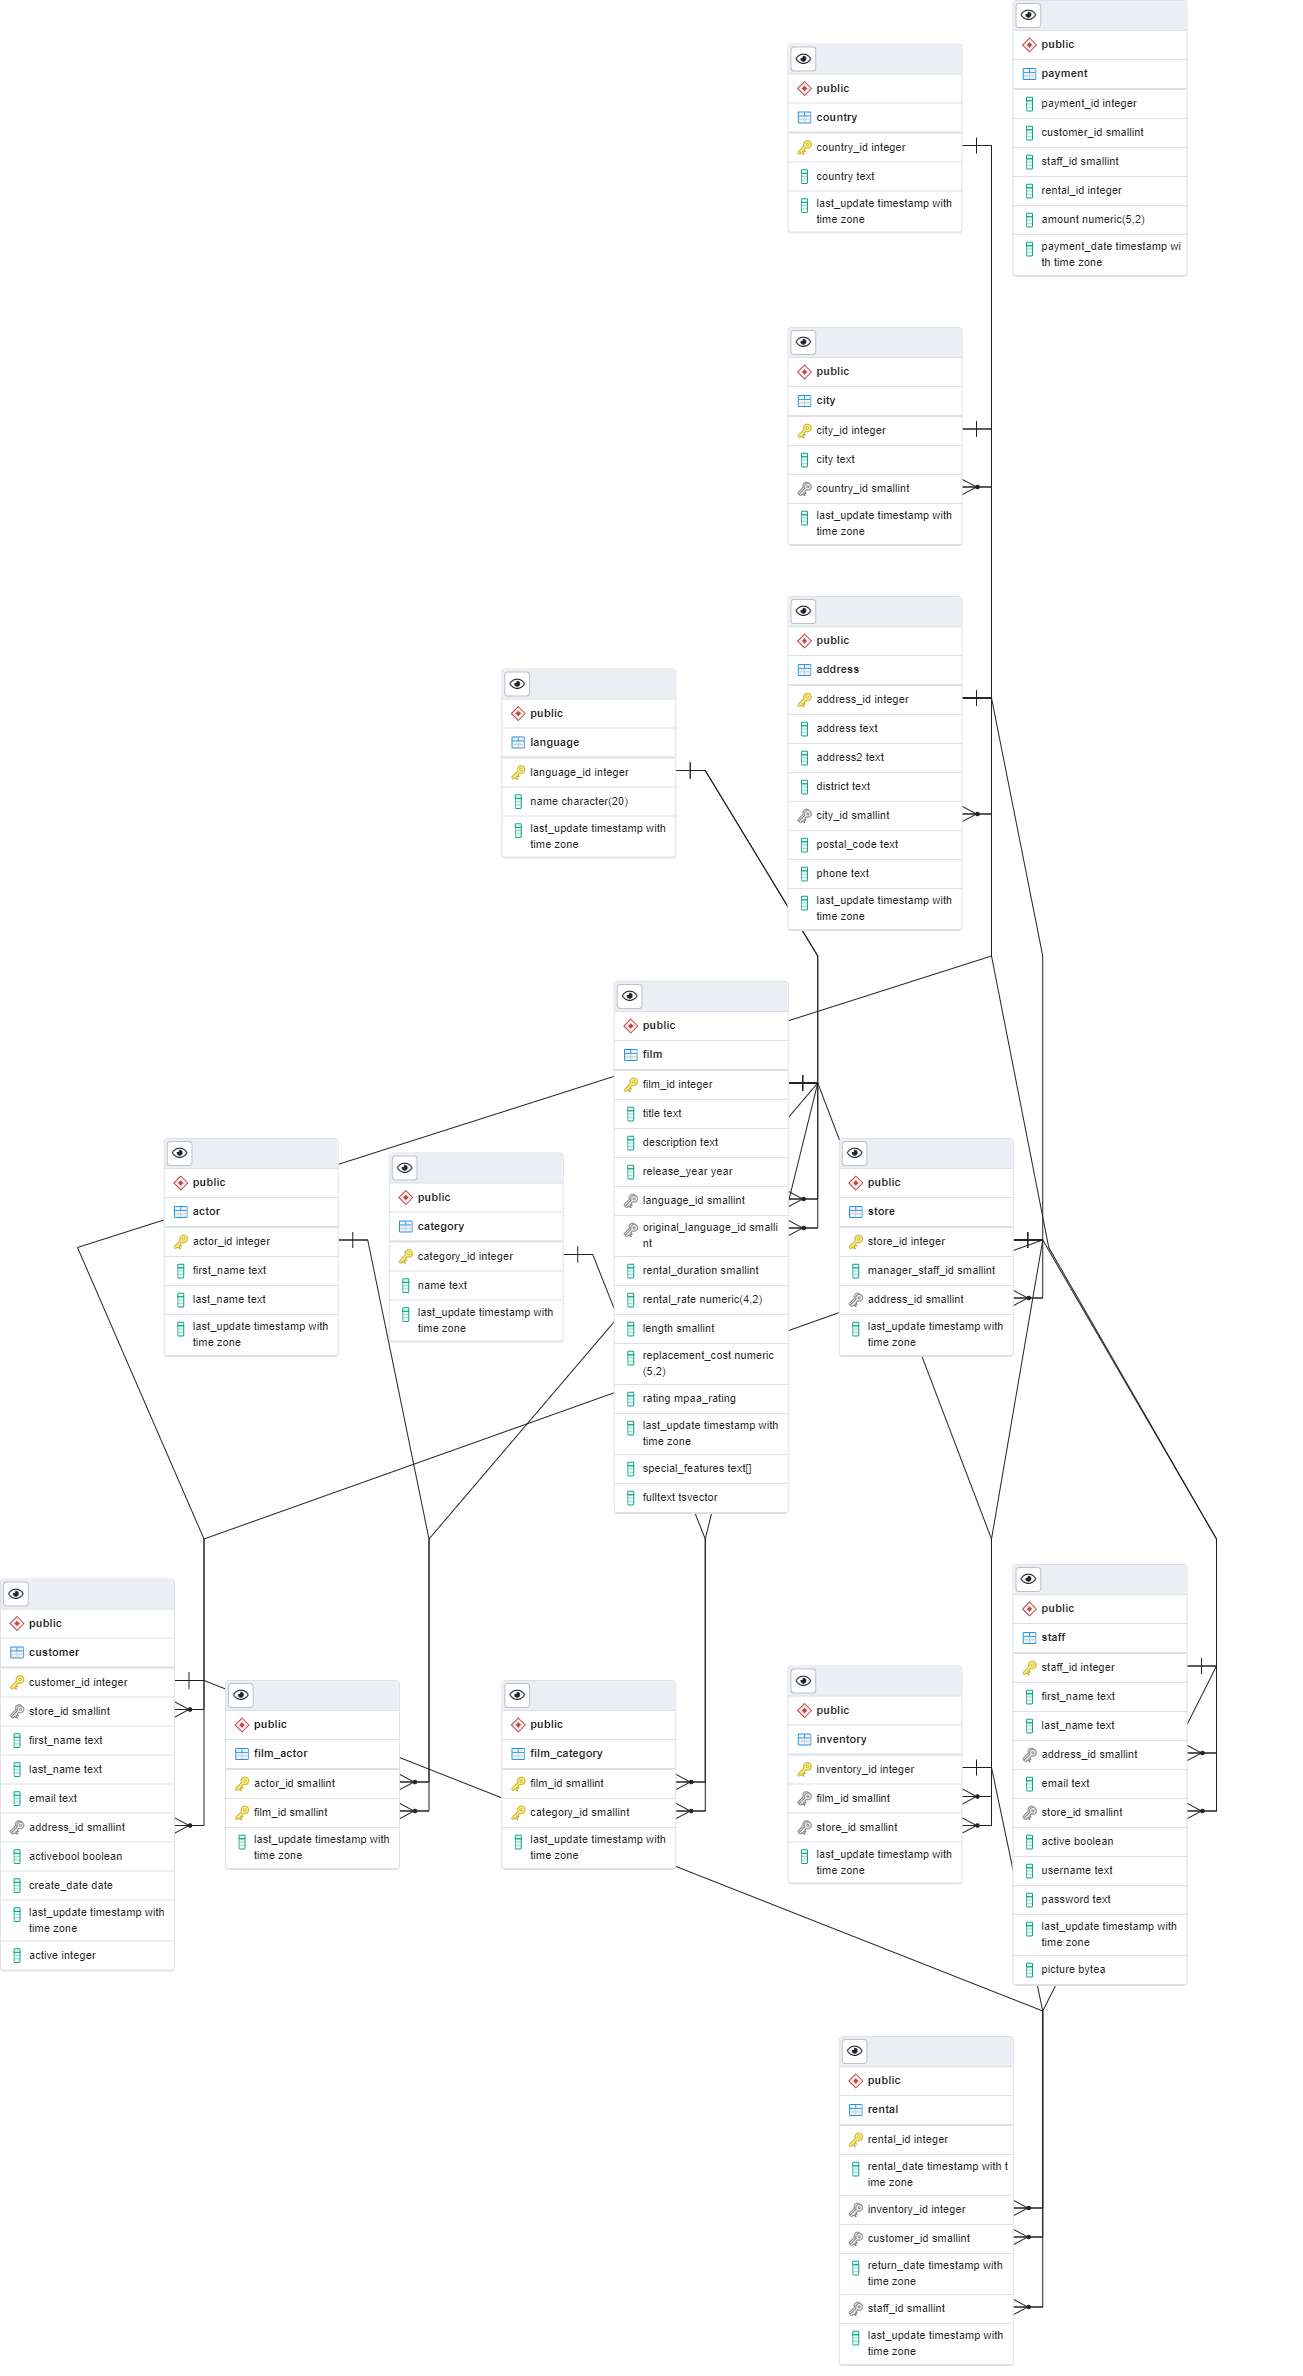 public
payment
payment_id integer
customer_id smallint
staff_id smallint
rental_id integer
amount numeric(5,2)
payment_date timestamp wi
th time zone
public
country
country_id integer
country text
last_update timestamp with
time zone
public
city
city_id integer
city text
country_id smallint
last_update timestamp with
time zone
public
address
address_id integer
address text
address2 text
district text
city_id smallint
postal_code text
phone text
last_update timestamp with
time zone
public
language
language_id integer
name character(20)
last_update timestamp with
time zone
public
film
film_id integer
title text
description text
release_year year
language_id smallint
original_language_id smalli
nt
rental_duration smallint
rental_rate numeric(4,2)
length smallint
replacement_cost numeric
(5,2)
rating mpaa_rating
last_update timestamp with
time zone
special_features text[]
fulltext tsvector
public
actor
actor_id integer
first_name text
last_name text
last_update timestamp with
time zone
public
category
category_id integer
name text
last_update timestamp with
time zone
public
store
store_id integer
manager_staff_id smallint
address_id smallint
last_update timestamp with
time zone
public
customer
customer_id integer
store_id smallint
first_name text
last_name text
email text
address_id smallint
activebool boolean
create_date date
last_update timestamp with
time zone
active integer
public
film_actor
actor_id smallint
film_id smallint
last_update timestamp with
time zone
public
film_category
film_id smallint
category_id smallint
last_update timestamp with
time zone
public
inventory
inventory_id integer
film_id smallint
store_id smallint
last_update timestamp with
time zone
public
staff
staff_id integer
first_name text
last_name text
address_id smallint
email text
store_id smallint
active boolean
username text
password text
last_update timestamp with
time zone
picture bytea
public
rental
rental_id integer
rental_date timestamp with t
ime zone
inventory_id integer
customer_id smallint
return_date timestamp with
time zone
staff_id smallint
last_update timestamp with
time zone